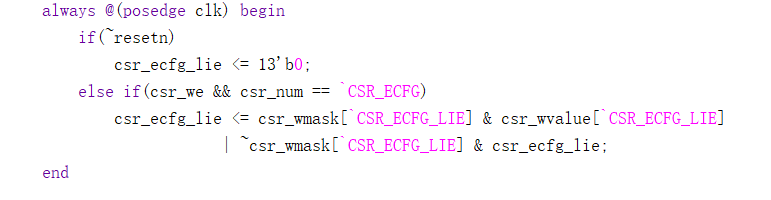 always @(posedge clk) begin
    if(~resetn)
        csr_ecfg_lie <= 13'b0;
    else if(csr_we && csr_num == `CSR_ECFG)
        csr_ecfg_lie <= csr_wmask[`CSR_ECFG_LIE] & csr_wvalue[`CSR_ECFG_LIE]
                      | ~csr_wmask[`CSR_ECFG_LIE] & csr_ecfg_lie;
end